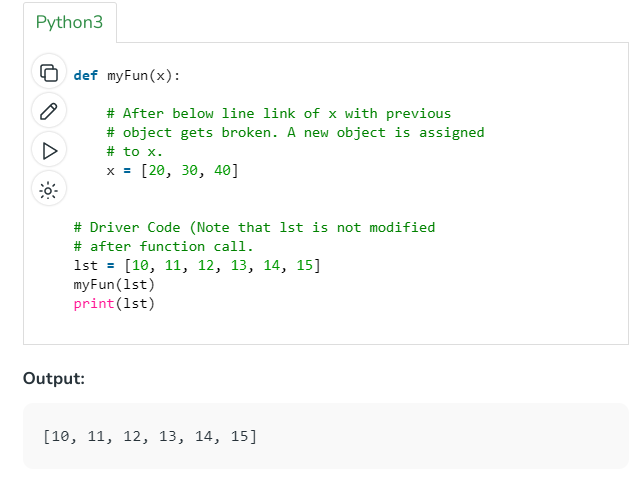 Python3
def myFun(x):
    # After below line link of x with previous
    # object gets broken. A new object is assigned
    # to x.
    x = [20, 30, 40]
# Driver Code (Note that lst is not modified
# after function call.
lst = [10, 11, 12, 13, 14, 15]
myFun(lst)
print(lst)
Output:
[10, 11, 12, 13, 14, 15]